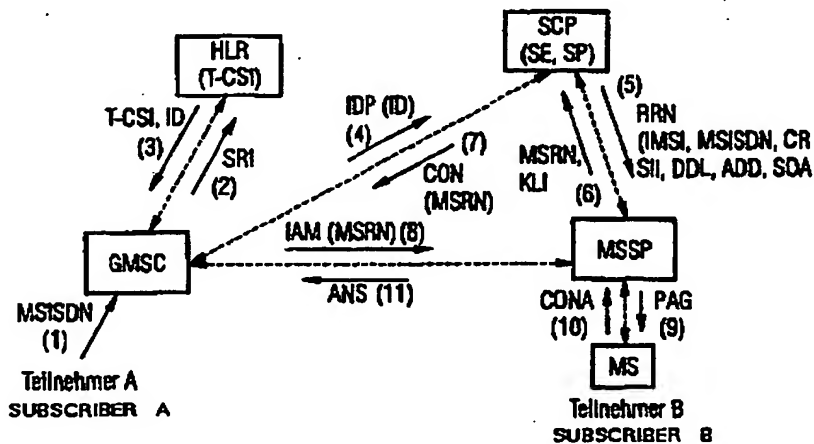 HLR
(T-CSI)
SCP
(SE, SP)
T-CSI, ID
(3)
SRI
(2)
IDP (ID)
(4)
(7)
CON
(MSRN)
(5)
RRN
(IMSI, MSISDN, CR
SII, DDL, ADD, SDA
MSRN,
KLI
(6)
GMSC
IAM (MSRN) (8)
ANS (11)
MSSP
MSISDN
(1)
CONA
(10)
PAG
(9)
MS
Teilnehmer A
SUBSCRIBER A
Teilnehmer B
SUBSCRIBER B